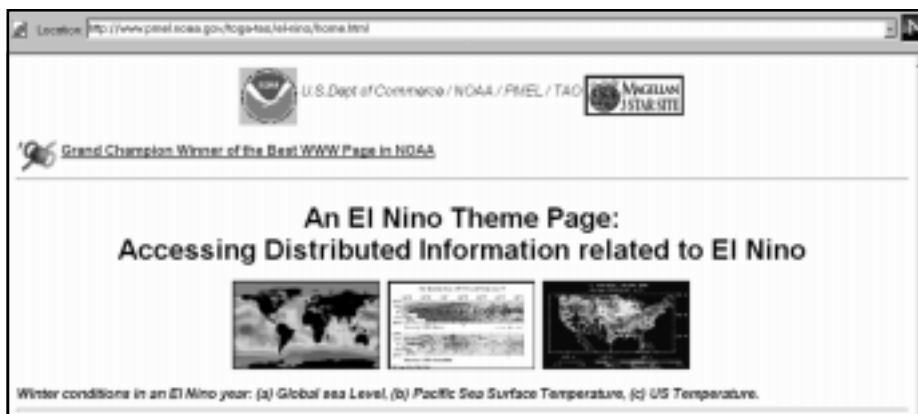 Location: http://www.pmel.noaa.gov/toga-tao/el-nino/home.html
U.S.Dept of Commerce / NOAA / PMEL / TAO MAGELLAN
3 STAR SITE
Grand Champion Winner of the Best WWW Page in NOAA
An El Nino Theme Page:
Accessing Distributed Information related to El Nino
Winter conditions in an El Nino year: (a) Global sea Level, (b) Pacific Sea Surface Temperature, (c) US Temperature.